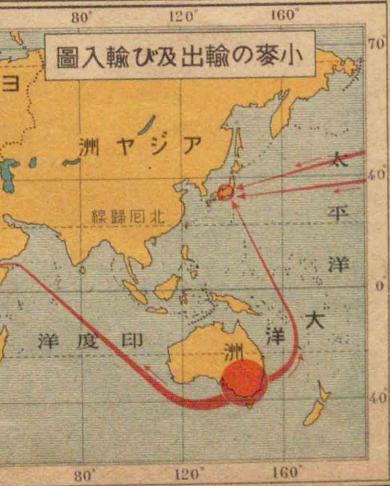 80° 120° 160°
小麥の輸出及び輸入圖
70
ヨ
アジヤ洲
太平洋
40°
北回歸線
0
印度洋
大洋洲
40
80° 120° 160°